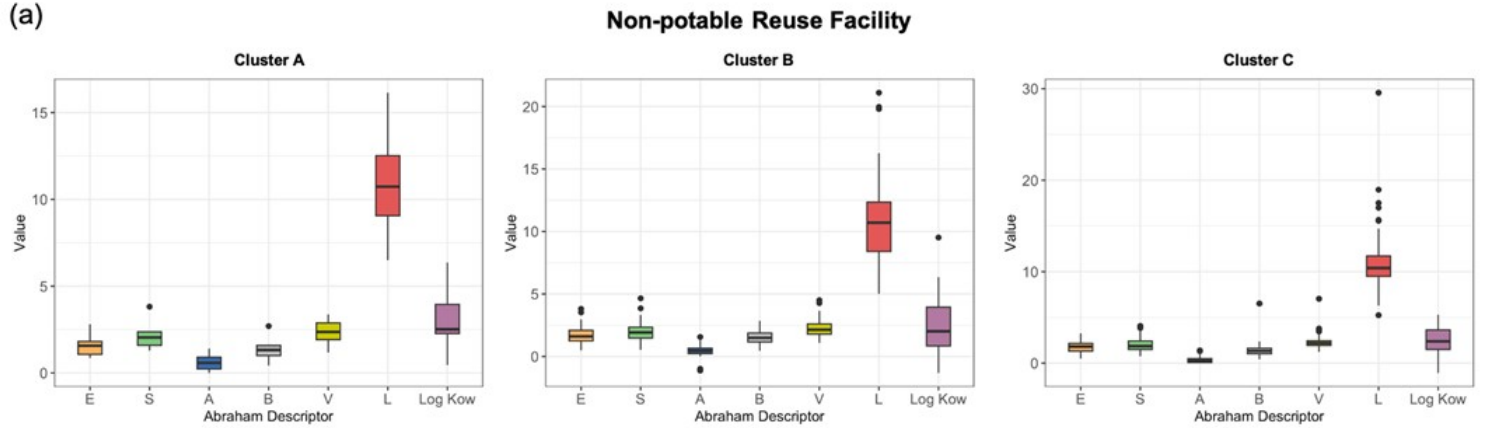 (a)
Non-potable Reuse Facility
Cluster A
Cluster B
Cluster C
Value
15
10
5
0
E S A B V L Log Kow
Abraham Descriptor
Value
20
15
10
5
0
E S A B V L Log Kow
Abraham Descriptor
Value
30
20
10
0
E S A B V L Log Kow
Abraham Descriptor